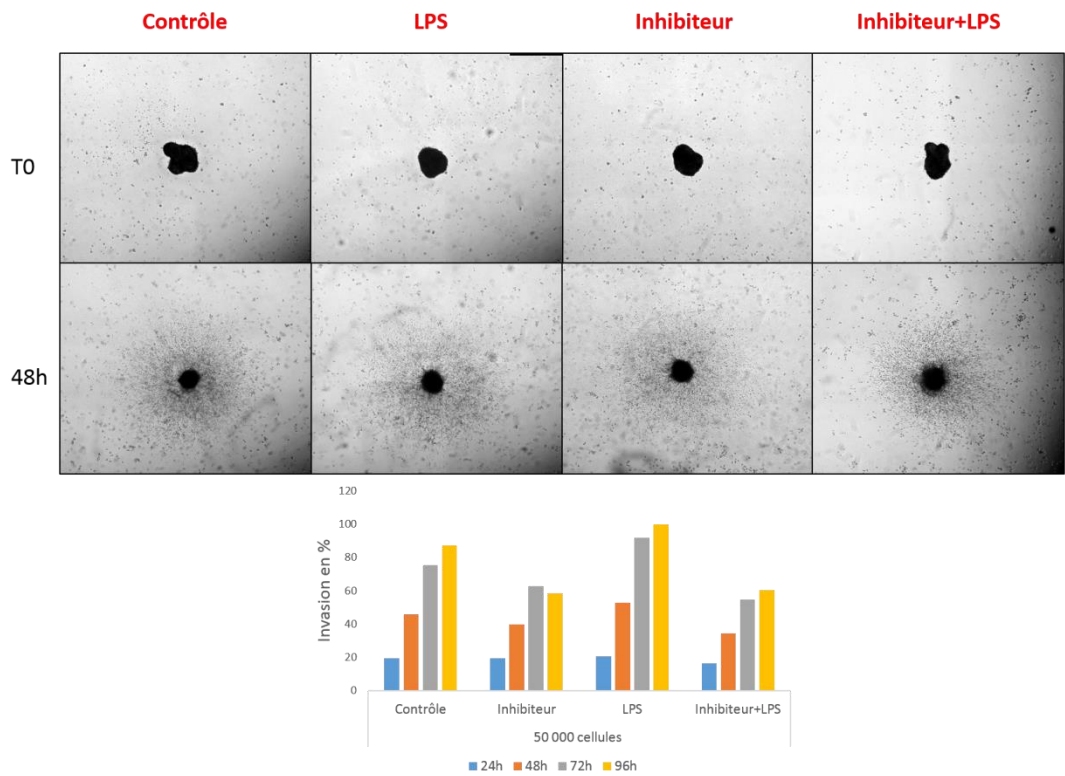 Contrôle LPS Inhibiteur Inhibiteur+LPS
T0
48h
120
100
80
60
40
20
0
Invasion en %
Contrôle Inhibiteur LPS Inhibiteur+LPS
50 000 cellules
24h 48h 72h 96h